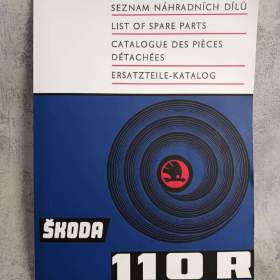 SEZNAM NÁHRADNÍCH DÍLŮ
LIST OF SPARE PARTS
CATALOGUE DES PIÈCES
DÉTACHÉES
ERSATZTEILE-KATALOG
ŠKODA
110 R